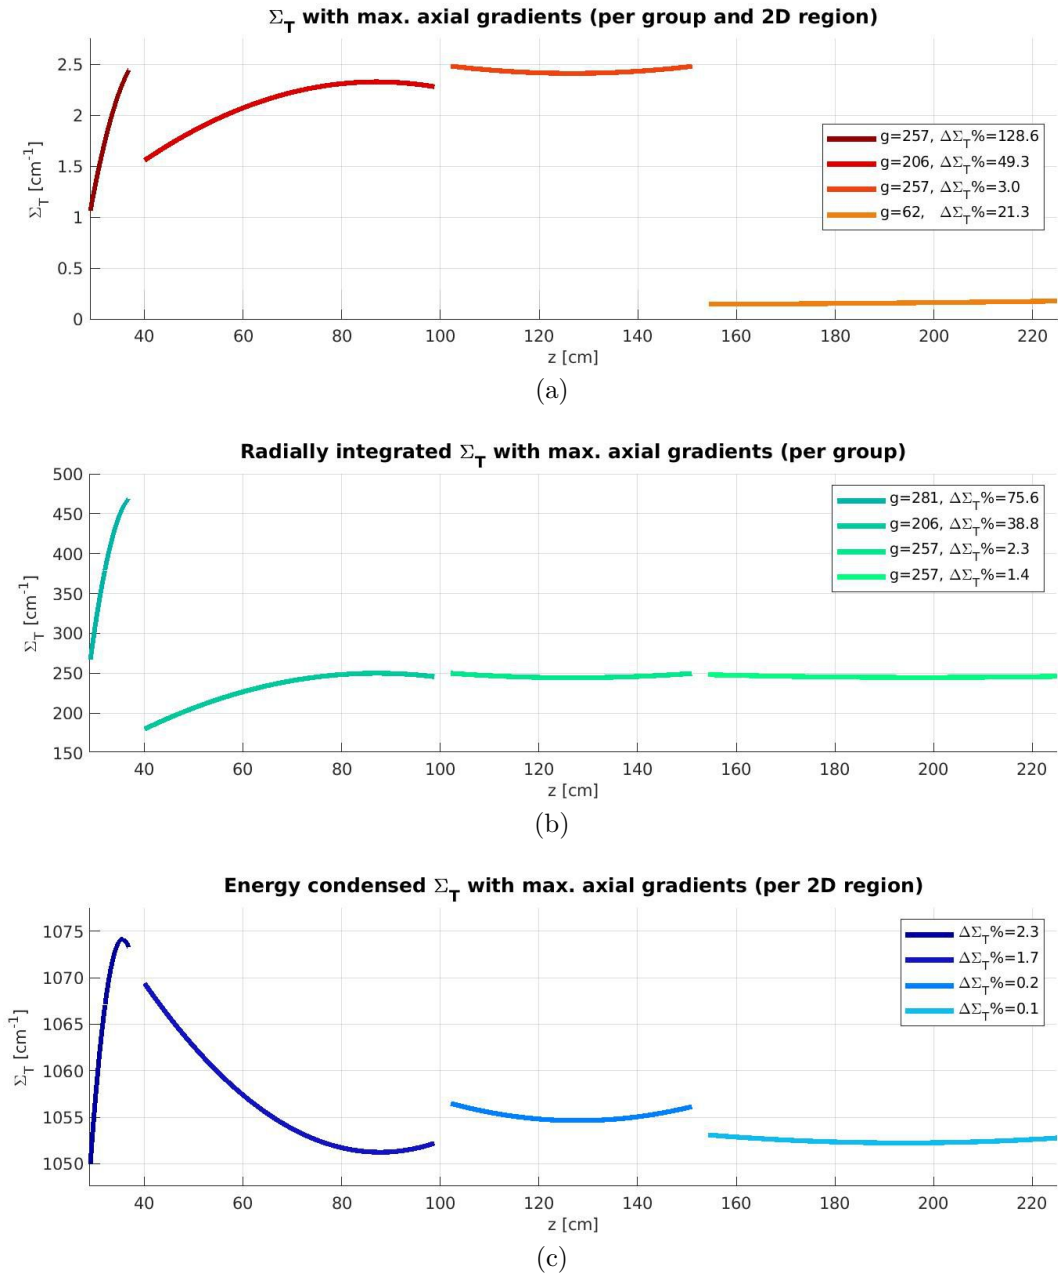 Σ_T with max. axial gradients (per group and 2D region)
Σ_T [cm⁻¹]
2.5
2
1.5
1
0.5
0
g=257, ΔΣ_T%=128.6
g=206, ΔΣ_T%=49.3
g=257, ΔΣ_T%=3.0
g=62, ΔΣ_T%=21.3
40 60 80 100 120 140 160 180 200 220
z [cm]
(a)
Radially integrated Σ_T with max. axial gradients (per group)
Σ_T [cm⁻¹]
500
450
400
350
300
250
200
150
g=281, ΔΣ_T%=75.6
g=206, ΔΣ_T%=38.8
g=257, ΔΣ_T%=2.3
g=257, ΔΣ_T%=1.4
40 60 80 100 120 140 160 180 200 220
z [cm]
(b)
Energy condensed Σ_T with max. axial gradients (per 2D region)
Σ_T [cm⁻¹]
1075
1070
1065
1060
1055
1050
ΔΣ_T%=2.3
ΔΣ_T%=1.7
ΔΣ_T%=0.2
ΔΣ_T%=0.1
40 60 80 100 120 140 160 180 200 220
z [cm]
(c)